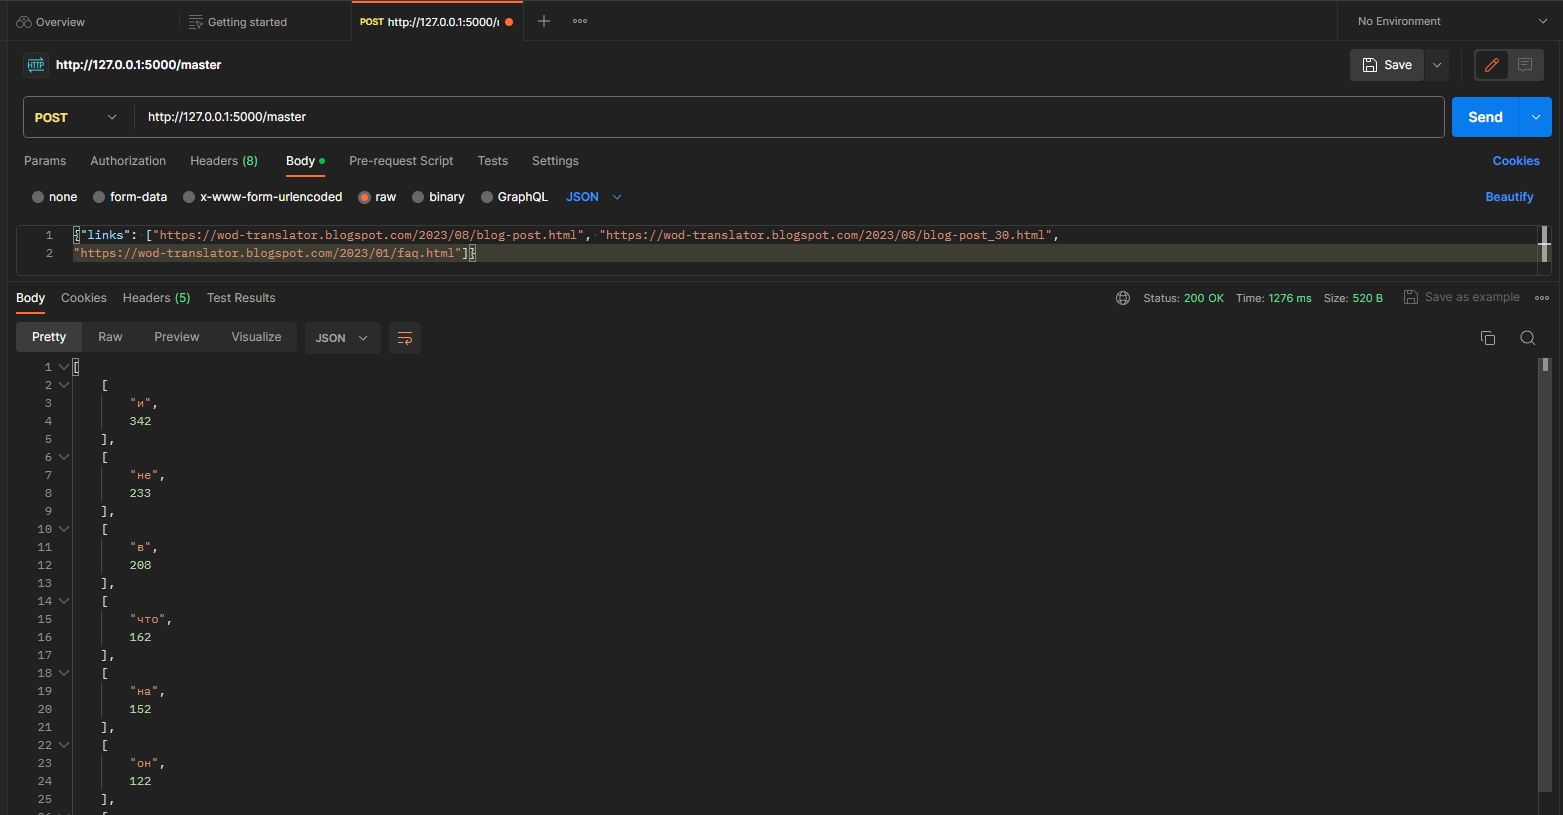 Overview
Getting started
POST http://127.0.0.1:5000/r
No Environment
HTTP http://127.0.0.1:5000/master
Save
POST http://127.0.0.1:5000/master
Send
Params Authorization Headers (8) Body Pre-request Script Tests Settings Cookies
none form-data x-www-form-urlencoded raw binary GraphQL JSON Beautify
1 {"links": ["https://wod-translator.blogspot.com/2023/08/blog-post.html", "https://wod-translator.blogspot.com/2023/08/blog-post_30.html",
2 "https://wod-translator.blogspot.com/2023/01/faq.html"]}
Body Cookies Headers (5) Test Results Status: 200 OK Time: 1276 ms Size: 520 B Save as example
Pretty Raw Preview Visualize JSON
1 [
2 [
3 "и",
4 342
5 ],
6 [
7 "не",
8 233
9 ],
10 [
11 "в",
12 208
13 ],
14 [
15 "что",
16 162
17 ],
18 [
19 "на",
20 152
21 ],
22 [
23 "он",
24 122
25 ],